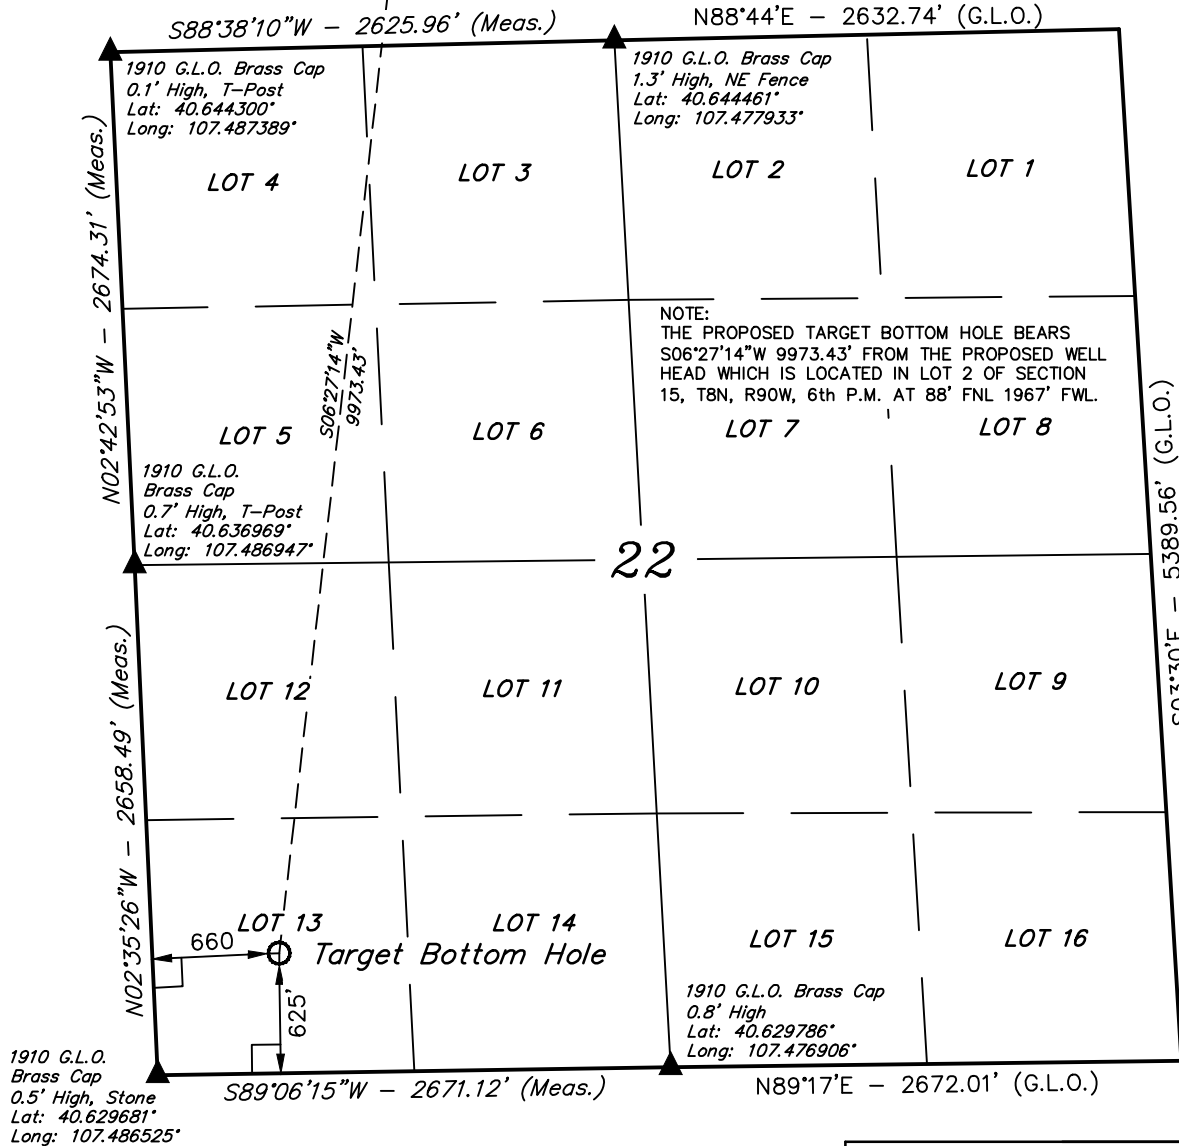 S88°38'10"W - 2625.96' (Meas.)
N88°44'E - 2632.74' (G.L.O.)
1910 G.L.O. Brass Cap
0.1' High, T-Post
Lat: 40.644300°
Long: 107.487389°
1910 G.L.O. Brass Cap
1.3' High, NE Fence
Lat: 40.644461°
Long: 107.477933°
LOT 4
LOT 3
LOT 2
LOT 1
N02°42'53"W - 2674.31' (Meas.)
NOTE:
THE PROPOSED TARGET BOTTOM HOLE BEARS
S06°27'14"W 9973.43' FROM THE PROPOSED WELL
HEAD WHICH IS LOCATED IN LOT 2 OF SECTION
15, T8N, R90W, 6th P.M. AT 88' FNL 1967' FWL.
S06°27'14"W
9973.43'
LOT 5
LOT 6
LOT 7
LOT 8
1910 G.L.O.
Brass Cap
0.7' High, T-Post
Lat: 40.636969°
Long: 107.486947°
22
S03°30'E - 5389.56' (G.L.O.)
LOT 12
LOT 11
LOT 10
LOT 9
N02°35'26"W - 2658.49' (Meas.)
LOT 13
LOT 14
LOT 15
LOT 16
660
Target Bottom Hole
625'
1910 G.L.O. Brass Cap
0.8' High
Lat: 40.629786°
Long: 107.476906°
1910 G.L.O.
Brass Cap
0.5' High, Stone
Lat: 40.629681°
Long: 107.486525°
S89°06'15"W - 2671.12' (Meas.)
N89°17'E - 2672.01' (G.L.O.)